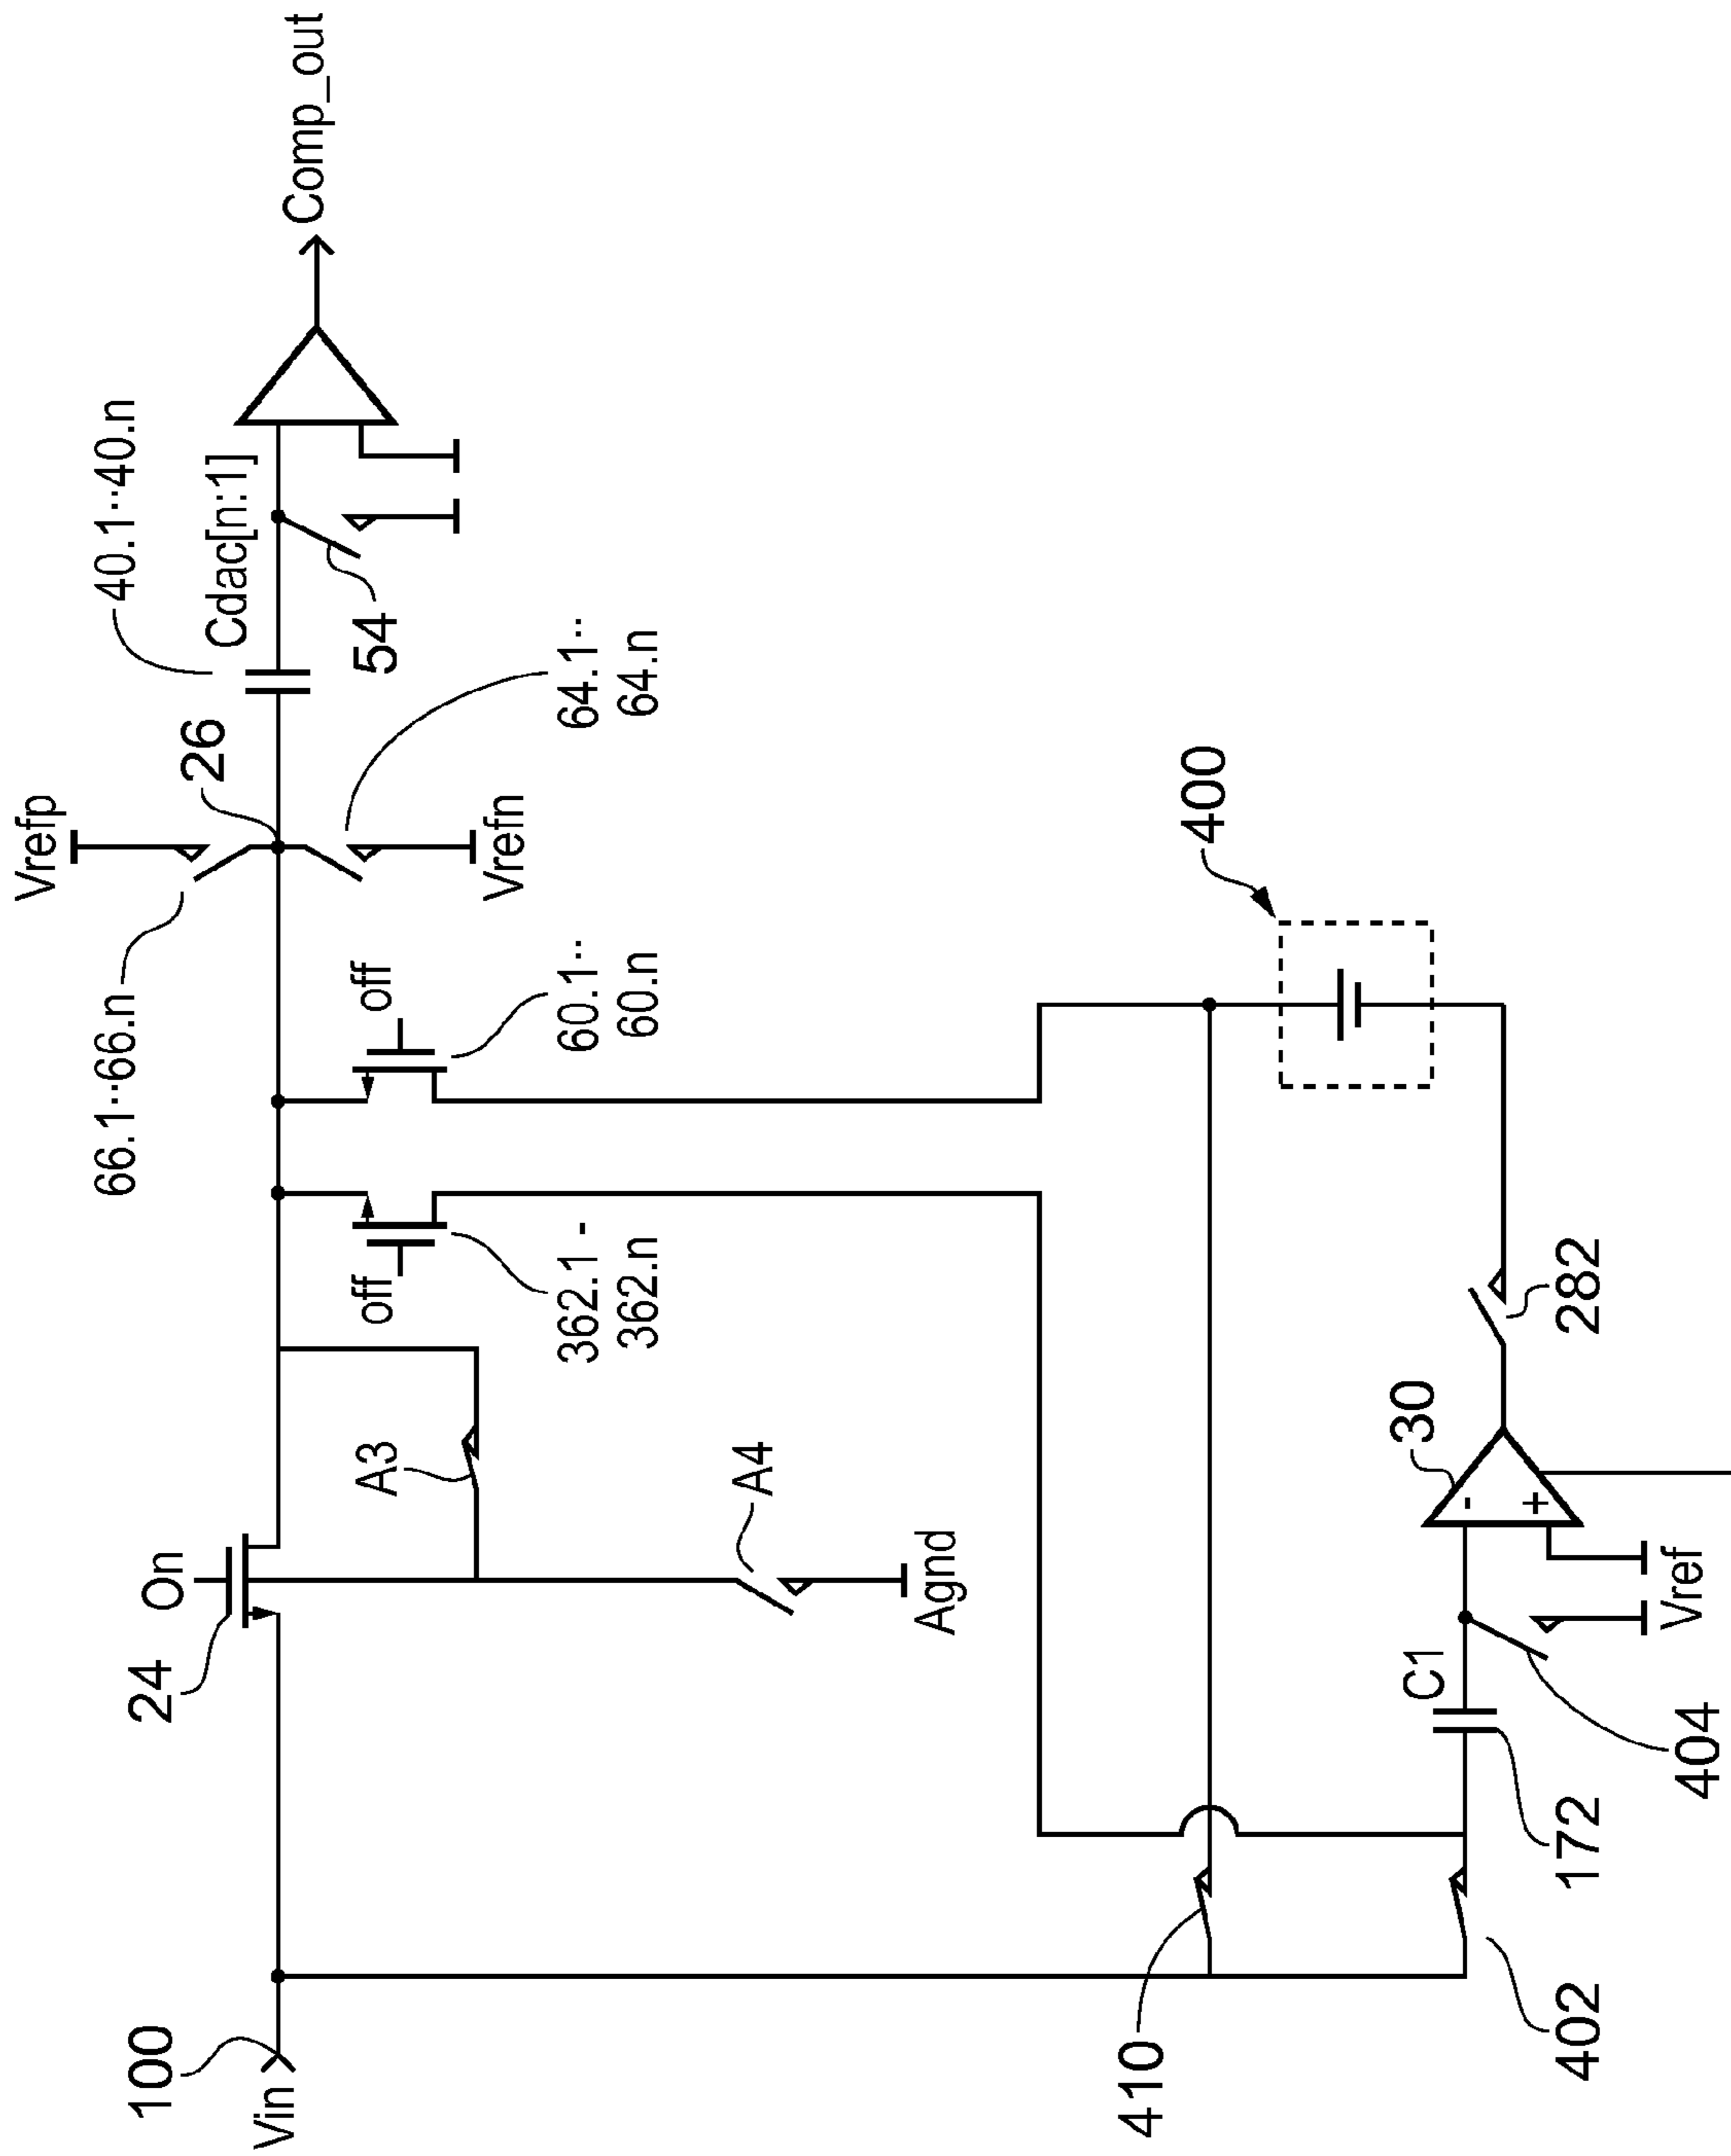 Vin
100
24
On
A3
A4
Agnd
off
362.1 -
362.n
off
60.1··
60.n
66.1··66.n
Vrefp
26
Vrefn
64.1··
64.n
40.1··40.n
Cdac[n:1]
54
Comp_out
410
402
172
C1
404
Vref
-
+
30
282
400